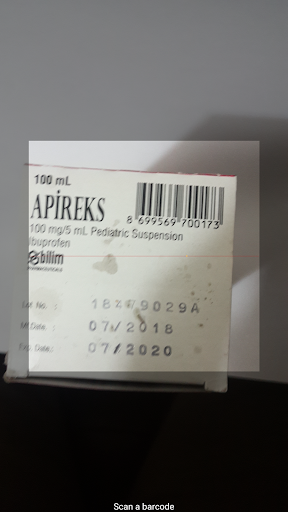 100 mL
APİREKS
8 699569 700173
100 mg/5 mL Pediatric Suspension
Ibuprofen
bilim
Lot No. :
Mf.Date. : 07/2018
Exp.Date.: 07/2020
Scan a barcode